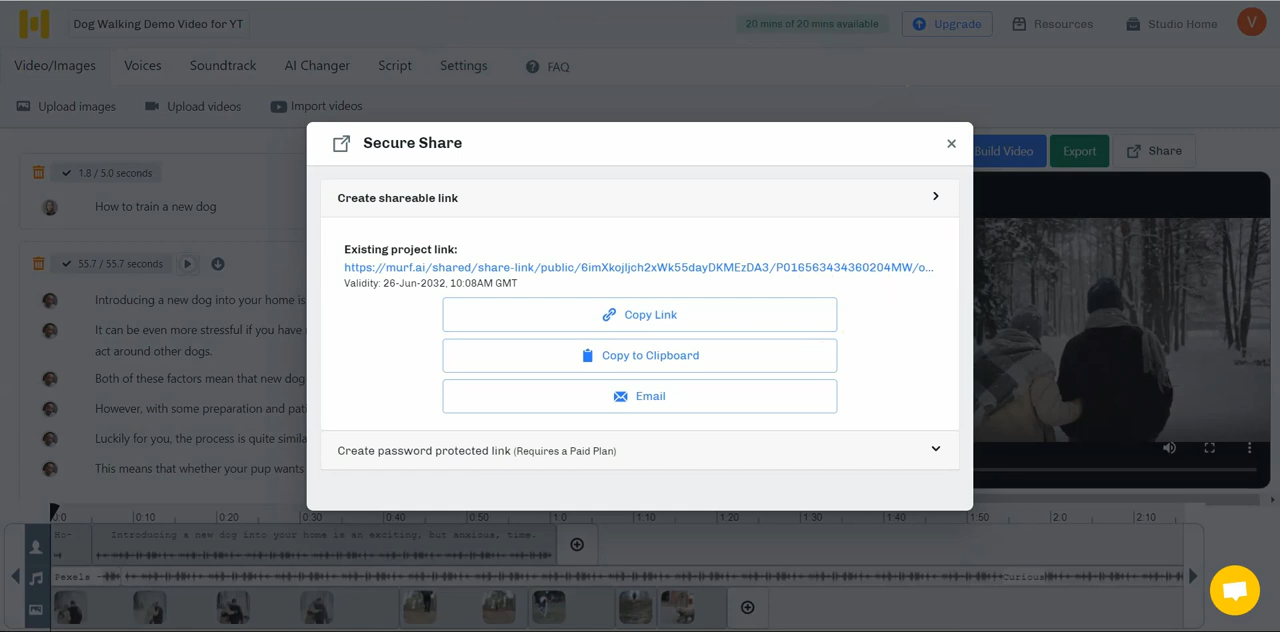 Dog Walking Demo Video for YT
20 mins of 20 mins available
Upgrade
Resources
Studio Home
V
Video/Images
Voices
Soundtrack
AI Changer
Script
Settings
FAQ
Upload images
Upload videos
Import videos
Secure Share
Build Video
Export
Share
1.8 / 5.0 seconds
How to train a new dog
Create shareable link
Existing project link:
https://murf.ai/shared/share-link/public/6imXkojljch2xWk55dayDKMEzDA3/P016563434360204MW/o...
Validity: 26-Jun-2032, 10:08AM GMT
Copy Link
Copy to Clipboard
Email
Create password protected link (Requires a Paid Plan)
55.7 / 55.7 seconds
Introducing a new dog into your home is
It can be even more stressful if you have
act around other dogs.
Both of these factors mean that new dog
However, with some preparation and pati
Luckily for you, the process is quite simila
This means that whether your pup wants
0:0 0:10 0:20 0:30 0:40 0:50 1:0 1:10 1:20 1:30 1:40 1:50 2:0 2:10
Ho- Introducing a new dog into your home is an exciting, but anxious, time.
Pexels Curious